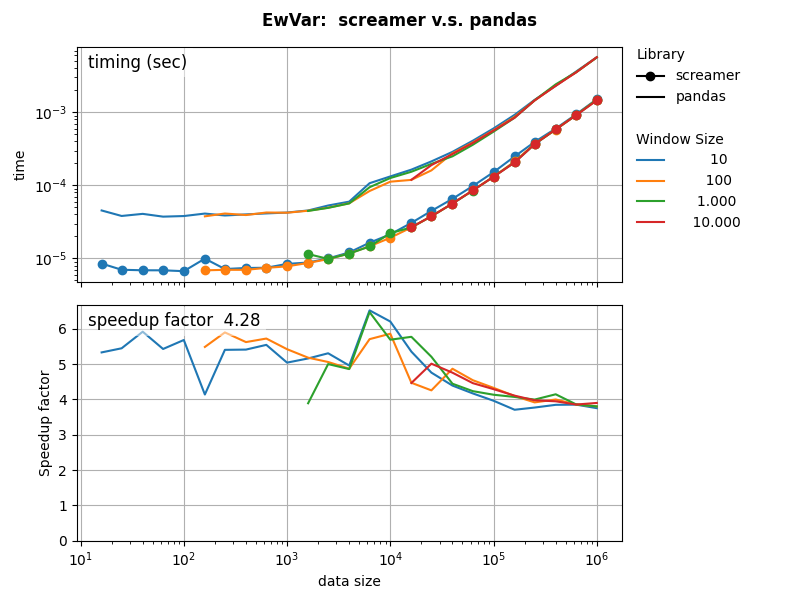 EwVar:  screamer v.s. pandas
timing (sec)
time
10⁻³
10⁻⁴
10⁻⁵
Library
screamer
pandas
Window Size
10
100
1.000
10.000
speedup factor  4.28
Speedup factor
6
5
4
3
2
1
0
10¹ 10² 10³ 10⁴ 10⁵ 10⁶
data size